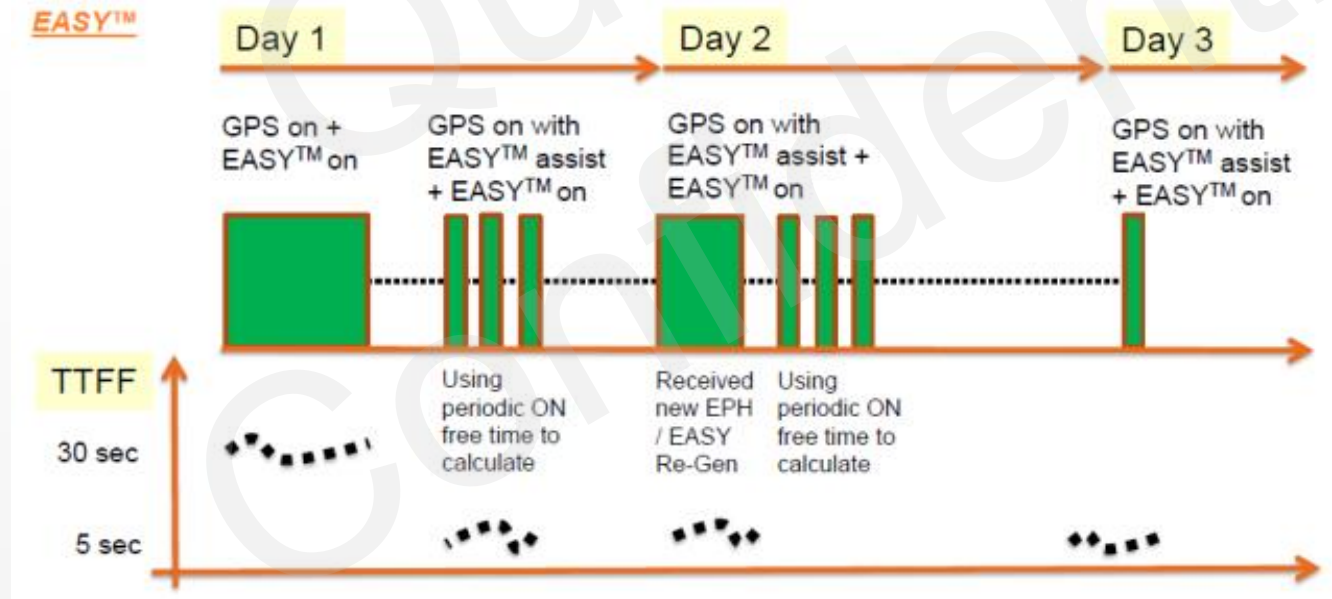 EASY™
Day 1
Day 2
Day 3
GPS on +
EASY™ on
GPS on with
EASY™ assist
+ EASY™ on
GPS on with
EASY™ assist +
EASY™ on
GPS on with
EASY™ assist
+ EASY™ on
TTFF
30 sec
5 sec
Using
periodic ON
free time to
calculate
Received
new EPH
/ EASY
Re-Gen
Using
periodic ON
free time to
calculate